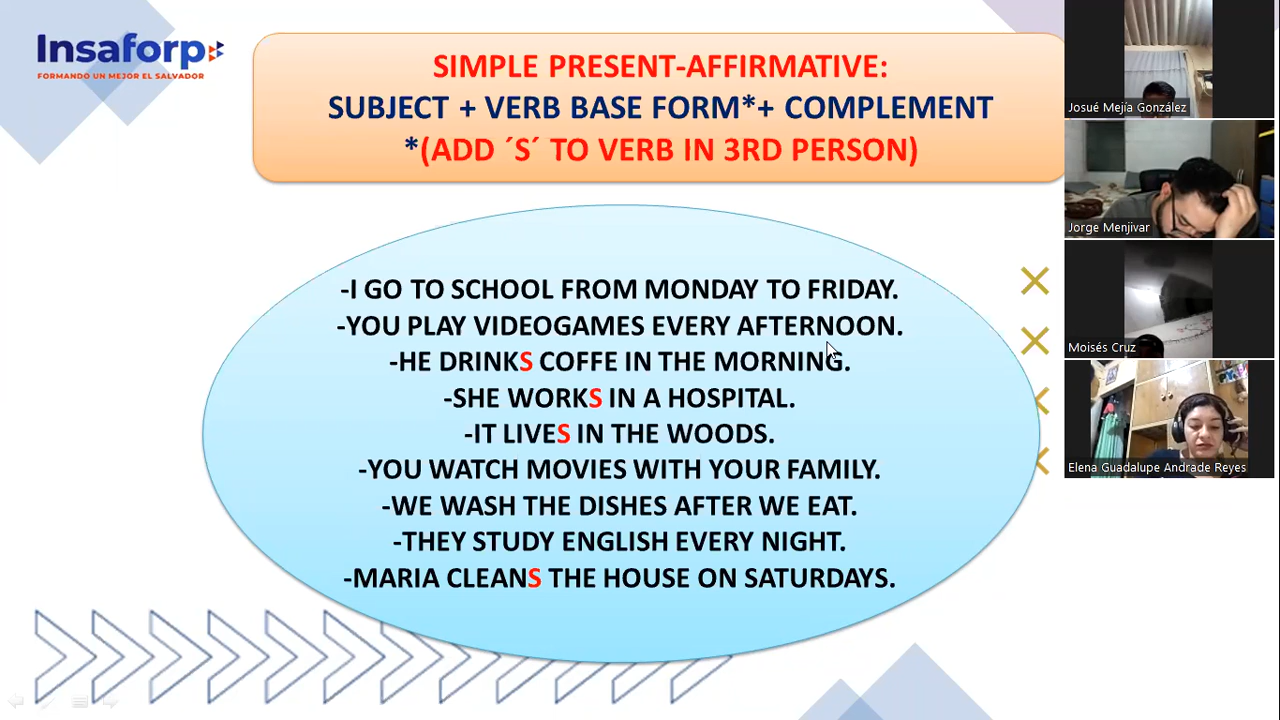 Insaforp
FORMANDO UN MEJOR EL SALVADOR
SIMPLE PRESENT-AFFIRMATIVE:
SUBJECT + VERB BASE FORM*+ COMPLEMENT
*(ADD ´S´ TO VERB IN 3RD PERSON)
-I GO TO SCHOOL FROM MONDAY TO FRIDAY.
-YOU PLAY VIDEOGAMES EVERY AFTERNOON.
-HE DRINKS COFFE IN THE MORNING.
-SHE WORKS IN A HOSPITAL.
-IT LIVES IN THE WOODS.
-YOU WATCH MOVIES WITH YOUR FAMILY.
-WE WASH THE DISHES AFTER WE EAT.
-THEY STUDY ENGLISH EVERY NIGHT.
-MARIA CLEANS THE HOUSE ON SATURDAYS.
Josué Mejía González
Jorge Menjivar
Moisés Cruz
Elena Guadalupe Andrade Reyes